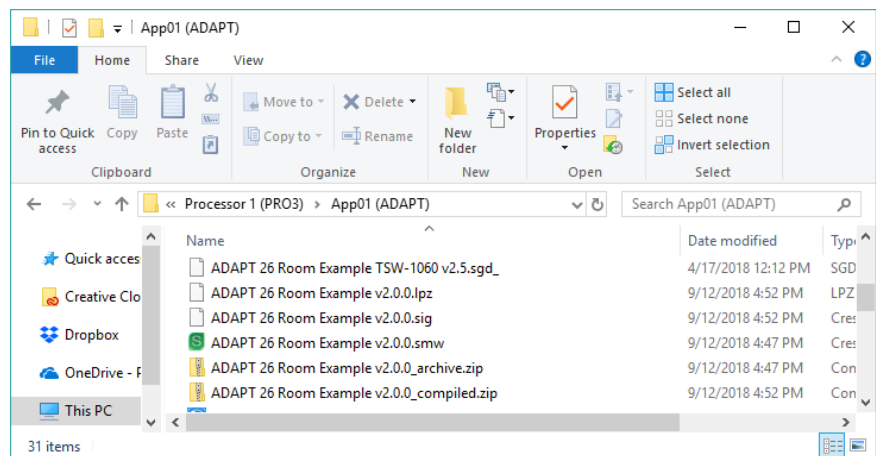 App01 (ADAPT)
File Home Share View
Pin to Quick access
Copy
Paste
Move to
Copy to
Delete
Rename
New folder
Properties
Select all
Select none
Invert selection
Clipboard Organize New Open Select
« Processor 1 (PRO3) > App01 (ADAPT)
Search App01 (ADAPT)
Name Date modified Typ
Quick acces
Creative Clo
Dropbox
OneDrive - P
This PC
ADAPT 26 Room Example TSW-1060 v2.5.sgd_ 4/17/2018 12:12 PM SGD
ADAPT 26 Room Example v2.0.0.lpz 9/12/2018 4:52 PM LPZ
ADAPT 26 Room Example v2.0.0.sig 9/12/2018 4:52 PM Cres
ADAPT 26 Room Example v2.0.0.smw 9/12/2018 4:47 PM Cres
ADAPT 26 Room Example v2.0.0_archive.zip 9/12/2018 4:47 PM Con
ADAPT 26 Room Example v2.0.0_compiled.zip 9/12/2018 4:52 PM Con
31 items